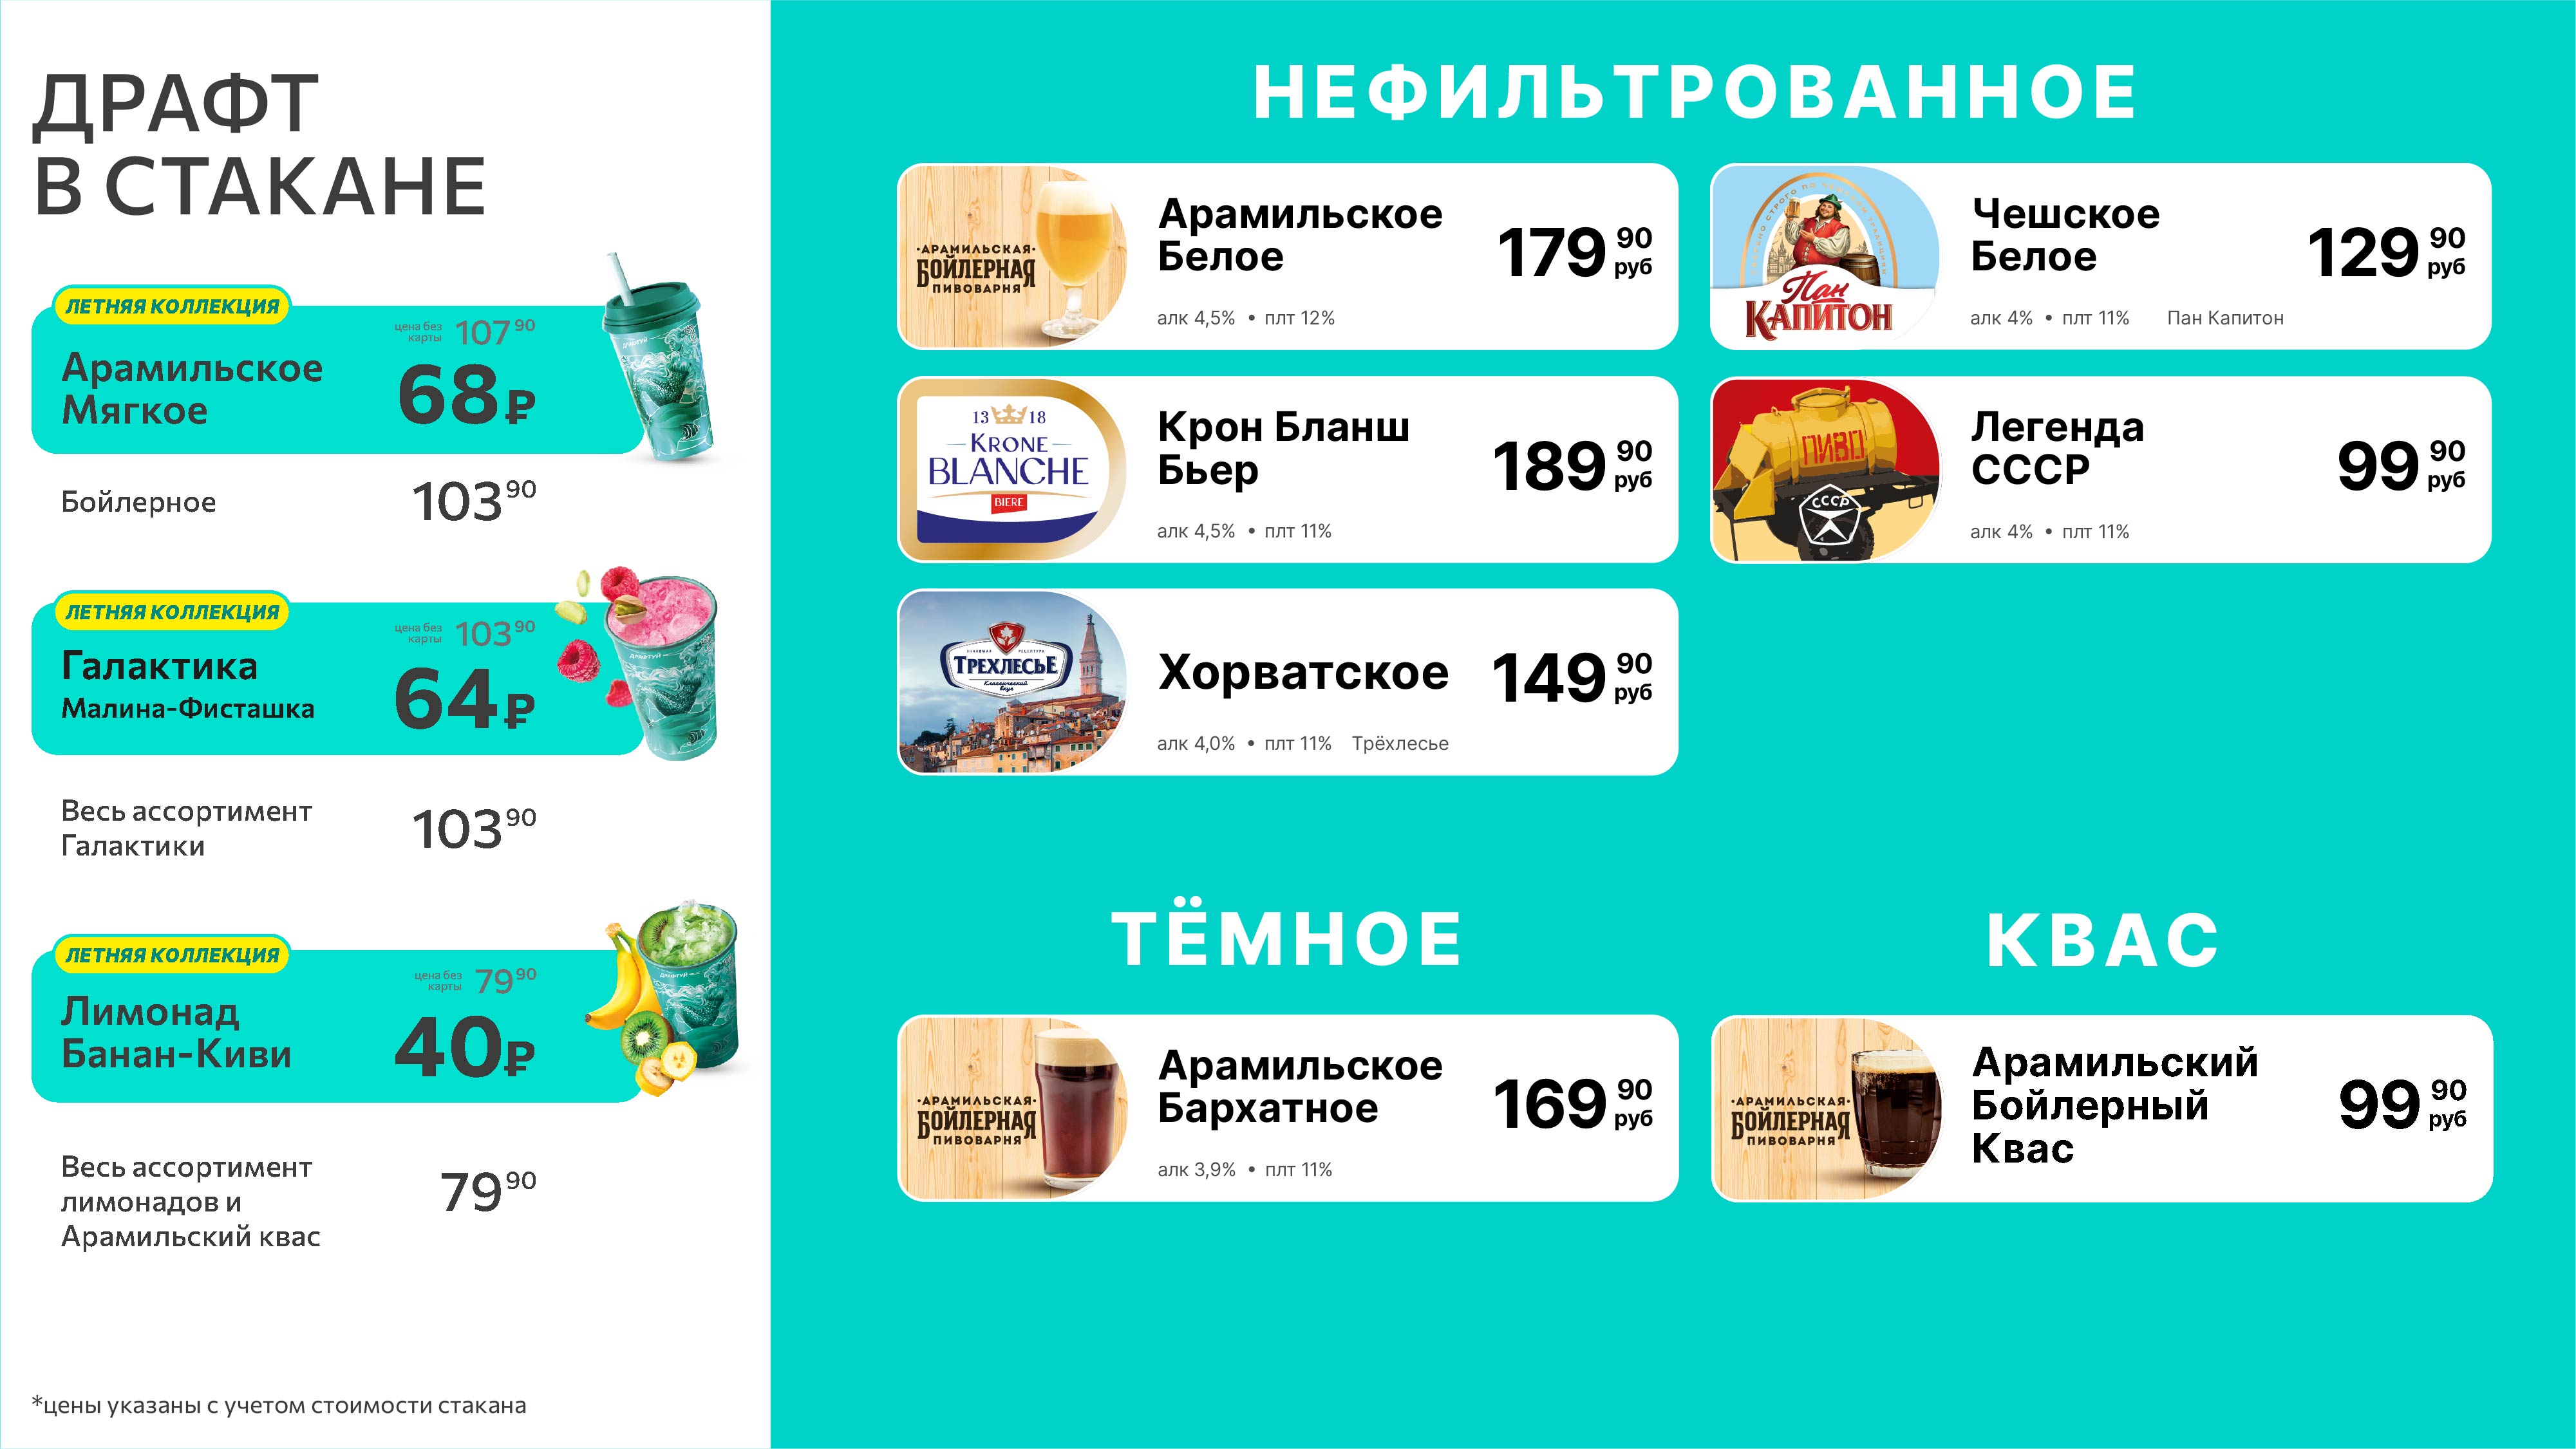 ДРАФТ
В СТАКАНЕ
ЛЕТНЯЯ КОЛЛЕКЦИЯ
Арамильское
Мягкое
цена без
карты
107 90
68₽
Бойлерное
103 90
ЛЕТНЯЯ КОЛЛЕКЦИЯ
Галактика
Малина-Фисташка
цена без
карты
103 90
64₽
Весь ассортимент
Галактики
103 90
ЛЕТНЯЯ КОЛЛЕКЦИЯ
Лимонад
Банан-Киви
цена без
карты
79 90
40₽
Весь ассортимент
лимонадов и
Арамильский квас
79 90
*цены указаны с учетом стоимости стакана
НЕФИЛЬТРОВАННОЕ
·АРАМИЛЬСКАЯ·
БОЙЛЕРНАЯ
ПИВОВАРНЯ
Арамильское
Белое
179 90 руб
алк 4,5% • плт 12%
Пан
КАПИТОН
Чешское
Белое
129 90 руб
алк 4% • плт 11% Пан Капитон
13 18
KRONE
BLANCHE
BIERE
Крон Бланш
Бьер
189 90 руб
алк 4,5% • плт 11%
ПИВО
СССР
Легенда
СССР
99 90 руб
алк 4% • плт 11%
ТРЕХЛЕСЬЕ
Классический
вкус
Хорватское
149 90 руб
алк 4,0% • плт 11% Трёхлесье
ТЁМНОЕ
·АРАМИЛЬСКАЯ·
БОЙЛЕРНАЯ
ПИВОВАРНЯ
Арамильское
Бархатное
169 90 руб
алк 3,9% • плт 11%
КВАС
·АРАМИЛЬСКАЯ·
БОЙЛЕРНАЯ
ПИВОВАРНЯ
Арамильский
Бойлерный
Квас
99 90 руб